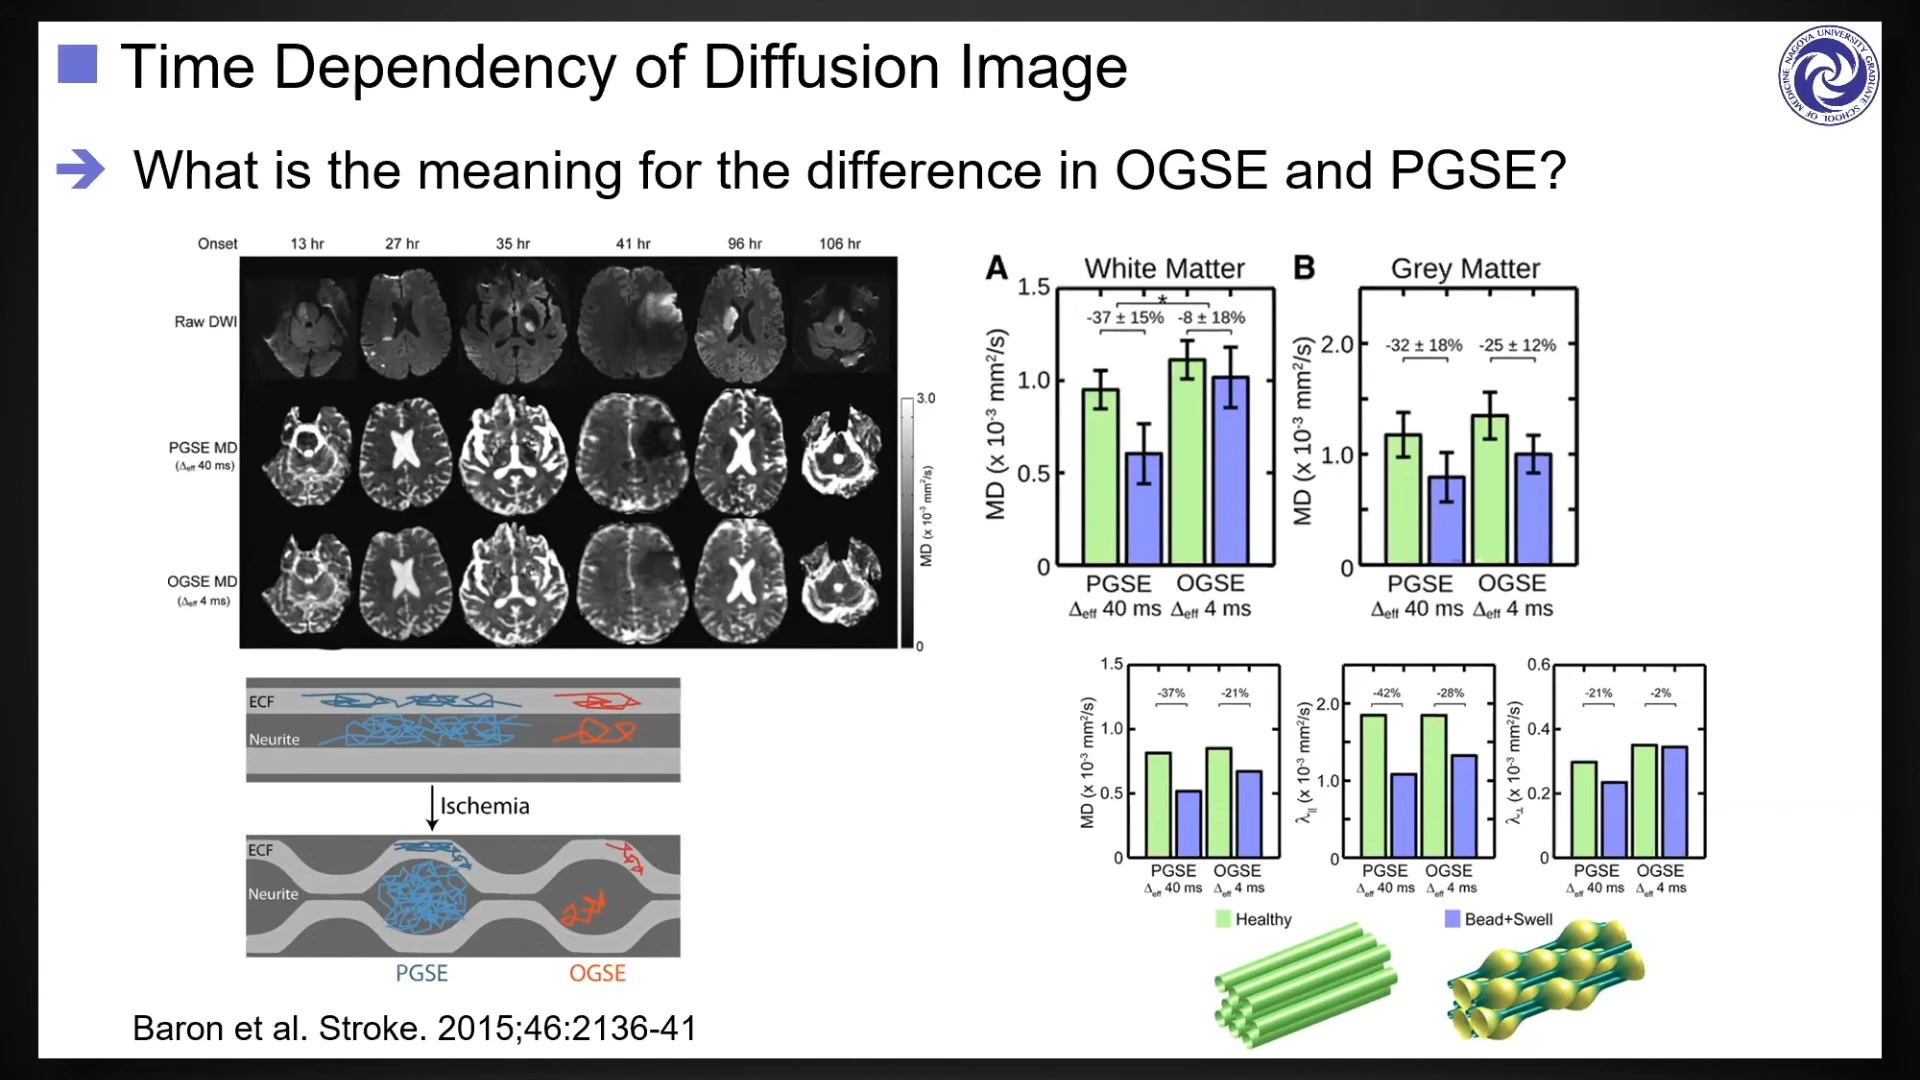 Time Dependency of Diffusion Image
NAGOYA UNIVERSITY GRADUATE SCHOOL OF MEDICINE
What is the meaning for the difference in OGSE and PGSE?
Onset 13 hr 27 hr 35 hr 41 hr 96 hr 106 hr
Raw DWI
PGSE MD
(Δeff 40 ms)
OGSE MD
(Δeff 4 ms)
3.0
MD (x 10⁻³ mm²/s)
0
A White Matter
1.5
*
-37 ± 15% -8 ± 18%
1.0
MD (x 10⁻³ mm²/s)
0.5
0
PGSE OGSE
Δeff 40 ms Δeff 4 ms
B Grey Matter
2.0
-32 ± 18% -25 ± 12%
MD (x 10⁻³ mm²/s)
1.0
0
PGSE OGSE
Δeff 40 ms Δeff 4 ms
ECF
Neurite
Ischemia
ECF
Neurite
PGSE OGSE
1.5
-37% -21%
1.0
MD (x 10⁻³ mm²/s)
0.5
0
PGSE OGSE
Δeff 40 ms Δeff 4 ms
-42% -28%
2.0
λ|| (x 10⁻³ mm²/s)
1.0
0
PGSE OGSE
Δeff 40 ms Δeff 4 ms
0.6
-21% -2%
0.4
λ⊥ (x 10⁻³ mm²/s)
0.2
0
PGSE OGSE
Δeff 40 ms Δeff 4 ms
Healthy Bead+Swell
Baron et al. Stroke. 2015;46:2136-41